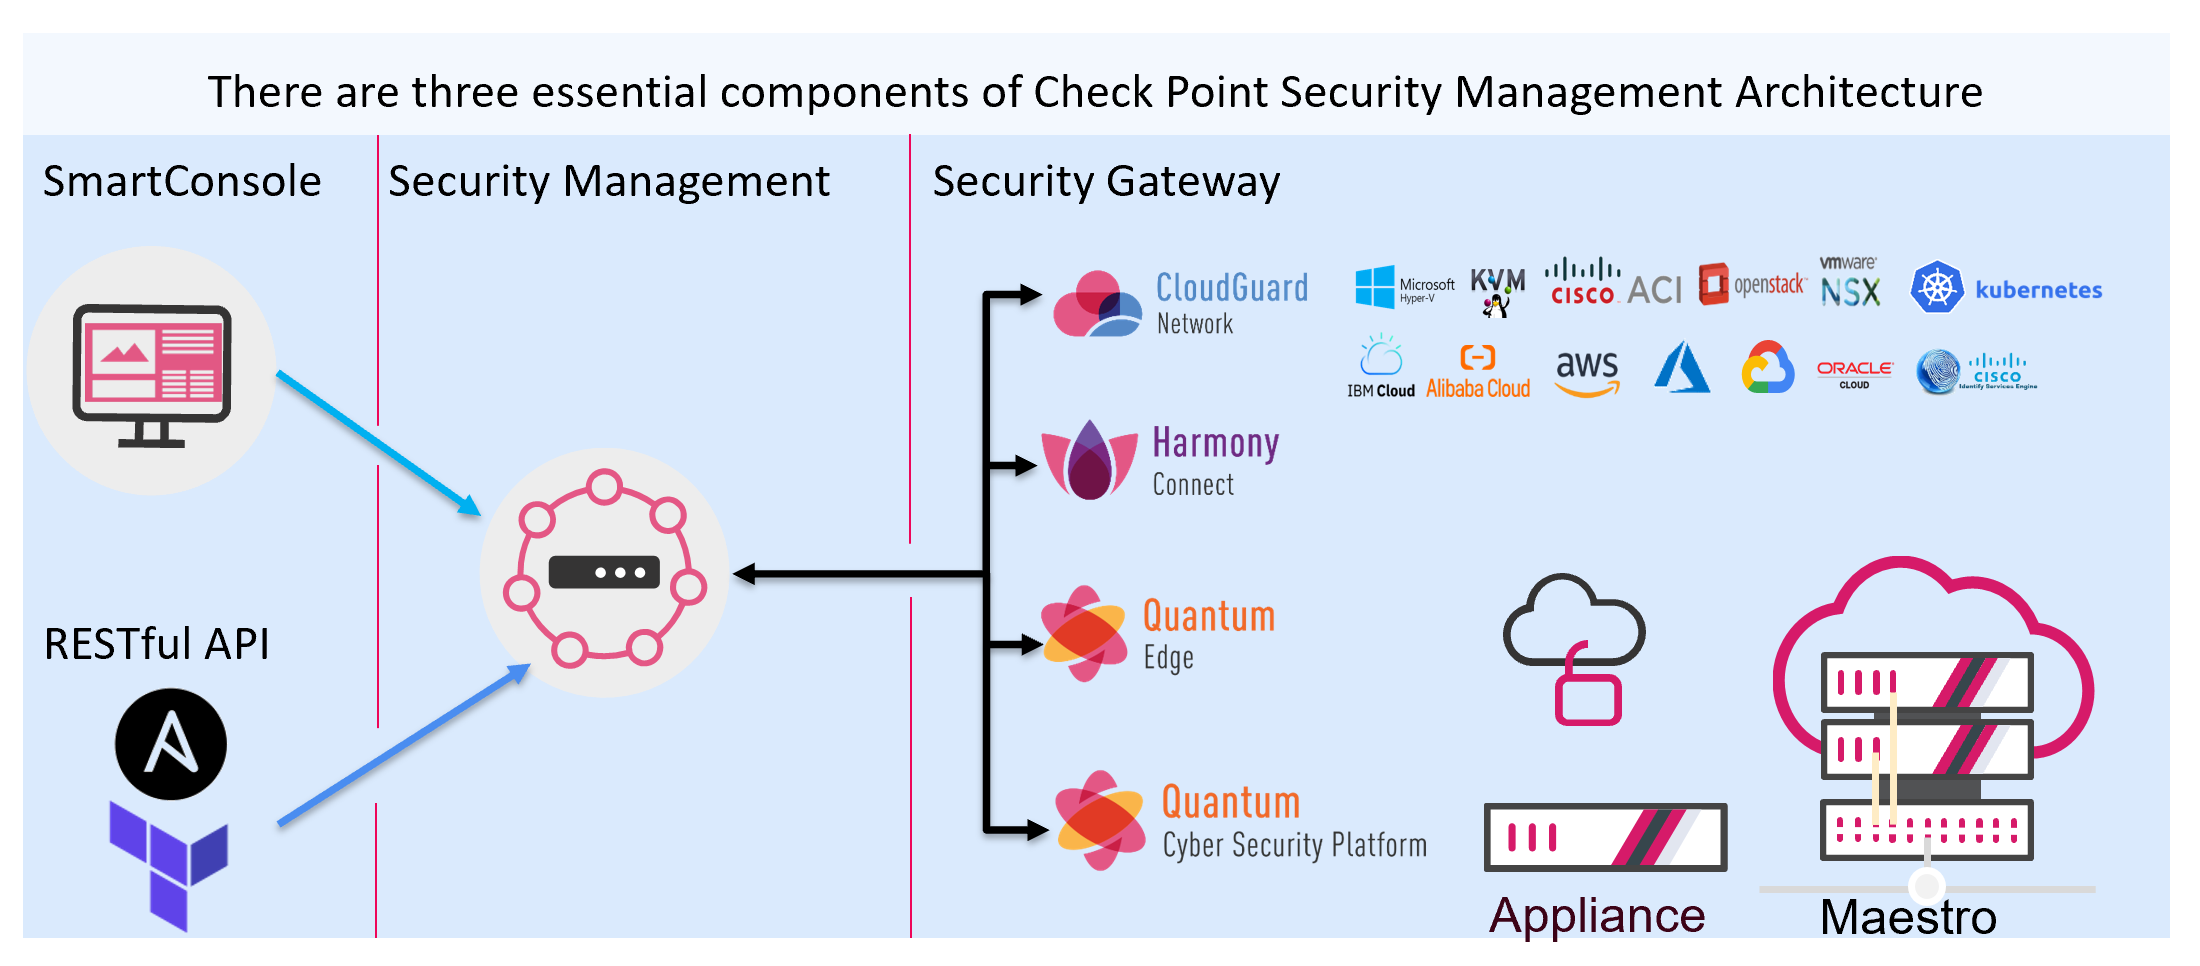 There are three essential components of Check Point Security Management Architecture
SmartConsole
Security Management
Security Gateway
CloudGuard
Network
Microsoft
Hyper-V
KVM
CISCO
ACI
openstack™
vmware®
NSX
kubernetes
IBM Cloud
Alibaba Cloud
aws
ORACLE®
CLOUD
CISCO
Identify Services Engine
Harmony
Connect
RESTful API
Quantum
Edge
Quantum
Cyber Security Platform
Appliance
Maestro